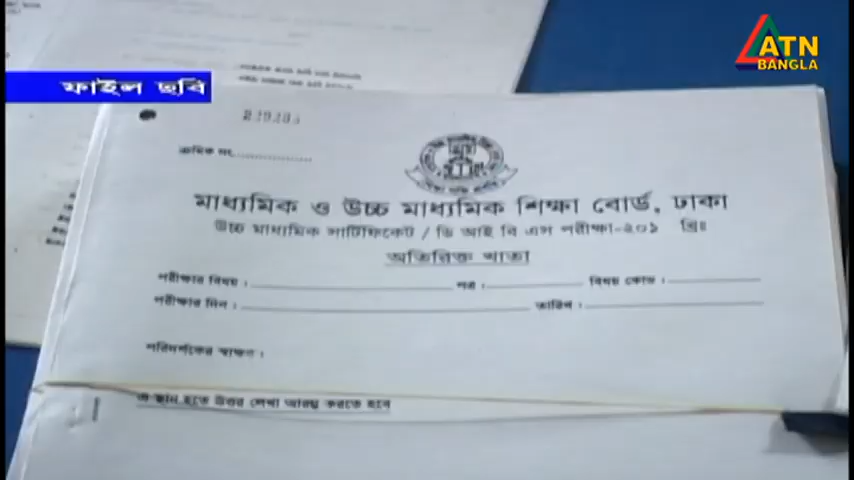 ATN
BANGLA
ফাইল ছবি
ক্রমিক নং
মাধ্যমিক ও উচ্চ মাধ্যমিক শিক্ষা বোর্ড, ঢাকা
উচ্চ মাধ্যমিক সার্টিফিকেট / ডি আই বি এস পরীক্ষা-২০১ খ্রিঃ
অতিরিক্ত খাতা
পরীক্ষার বিষয় : পত্র : বিষয় কোড :
পরীক্ষার দিন : তারিখ :
পরিদর্শকের স্বাক্ষর :
এ স্থান হতে উত্তর লেখা আরম্ভ করতে হবে